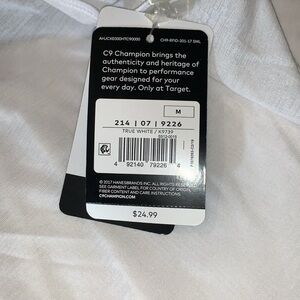 C9 Champion brings the
authenticity and heritage of
Champion to performance
gear designed for your
every day. Only at Target.
M
214 | 07 | 9226
TRUE WHITE / K9739
4 92140 79226 4
© 2017 HANESBRANDS INC. ALL RIGHTS RESERVED.
SEE GARMENT LABEL FOR COUNTRY OF ORIGIN,
FIBER CONTENT AND CARE INSTRUCTIONS.
C9CHAMPION.COM
$24.99